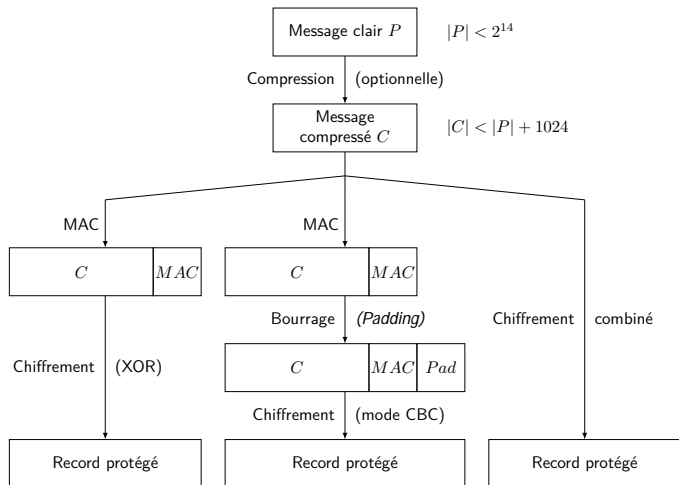 Message clair P |P| < 2^14
Compression (optionnelle)
Message
compressé C |C| < |P| + 1024
MAC MAC
C MAC C MAC
Bourrage (Padding)
Chiffrement combiné
C MAC Pad
Chiffrement (XOR)
Chiffrement (mode CBC)
Record protégé Record protégé Record protégé